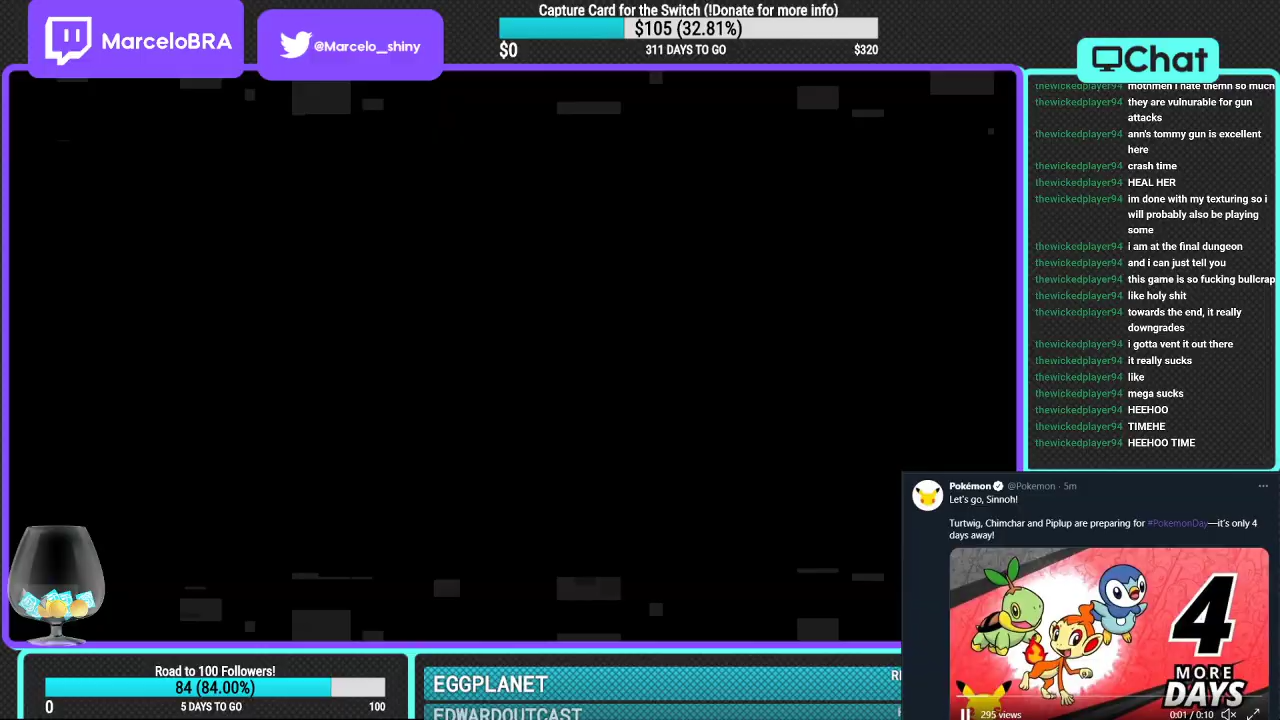 MarceloBRA
@Marcelo_shiny
Capture Card for the Switch (!Donate for more info)
$105 (32.81%)
$0
311 DAYS TO GO
$320
Chat
thewickedplayer94 mothmen i hate themn so much
thewickedplayer94 they are vulnurable for gun
attacks
thewickedplayer94 ann's tommy gun is excellent
here
thewickedplayer94 crash time
thewickedplayer94 HEAL HER
thewickedplayer94 im done with my texturing so i
will probably also be playing
some
thewickedplayer94 i am at the final dungeon
thewickedplayer94 and i can just tell you
thewickedplayer94 this game is so fucking bullcrap
thewickedplayer94 like holy shit
thewickedplayer94 towards the end, it really
downgrades
thewickedplayer94 i gotta vent it out there
thewickedplayer94 it really sucks
thewickedplayer94 like
thewickedplayer94 mega sucks
thewickedplayer94 HEEHOO
thewickedplayer94 TIMEHE
thewickedplayer94 HEEHOO TIME
Pokémon @Pokemon · 5m
Let's go, Sinnoh!
Turtwig, Chimchar and Piplup are preparing for #PokemonDay—it's only 4
days away!
4
MORE
DAYS
295 views
0:01 / 0:10
Road to 100 Followers!
84 (84.00%)
0
5 DAYS TO GO
100
EGGPLANET
EDWARDOUTCAST